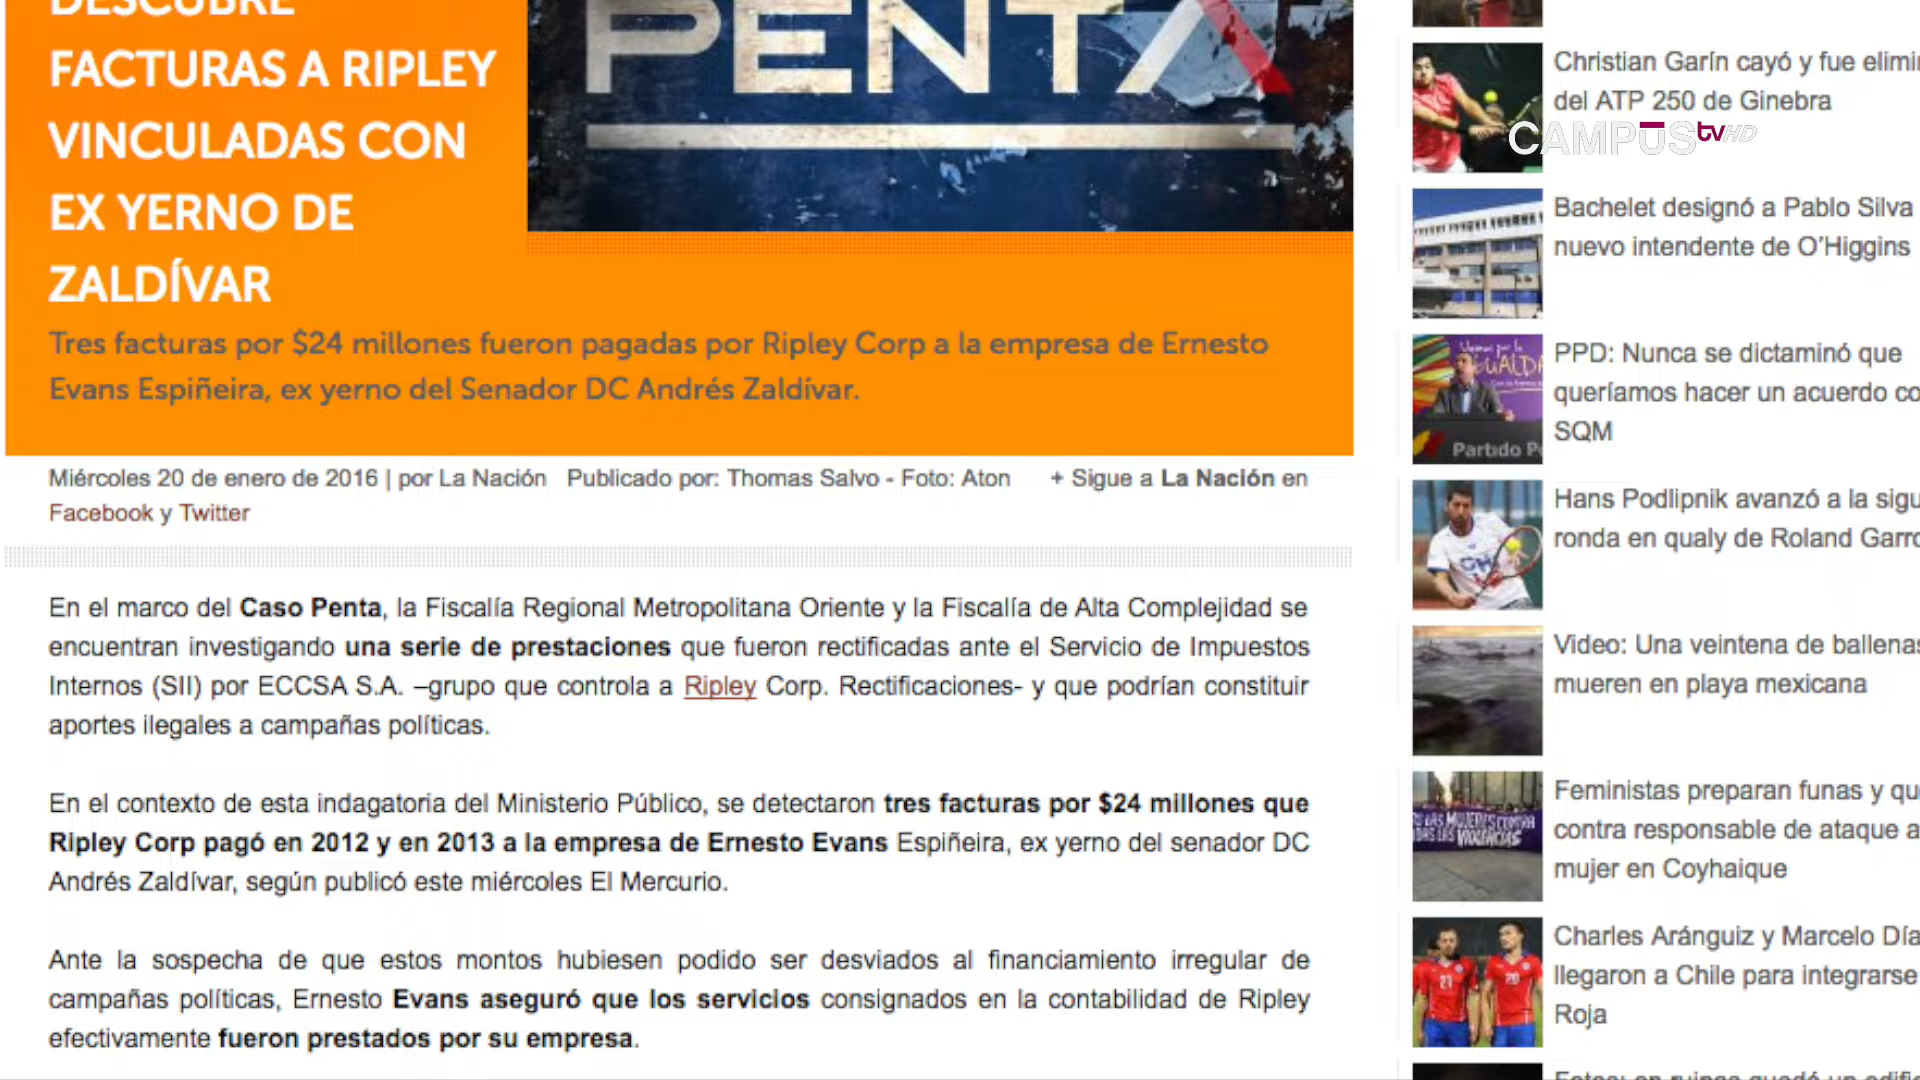 DESCUBRE
FACTURAS A RIPLEY
VINCULADAS CON
EX YERNO DE
ZALDÍVAR
PENTA
Tres facturas por $24 millones fueron pagadas por Ripley Corp a la empresa de Ernesto
Evans Espiñeira, ex yerno del Senador DC Andrés Zaldívar.
Miércoles 20 de enero de 2016 | por La Nación Publicado por: Thomas Salvo - Foto: Aton + Sigue a La Nación en
Facebook y Twitter
En el marco del Caso Penta, la Fiscalía Regional Metropolitana Oriente y la Fiscalía de Alta Complejidad se
encuentran investigando una serie de prestaciones que fueron rectificadas ante el Servicio de Impuestos
Internos (SII) por ECCSA S.A. –grupo que controla a Ripley Corp. Rectificaciones- y que podrían constituir
aportes ilegales a campañas políticas.
En el contexto de esta indagatoria del Ministerio Público, se detectaron tres facturas por $24 millones que
Ripley Corp pagó en 2012 y en 2013 a la empresa de Ernesto Evans Espiñeira, ex yerno del senador DC
Andrés Zaldívar, según publicó este miércoles El Mercurio.
Ante la sospecha de que estos montos hubiesen podido ser desviados al financiamiento irregular de
campañas políticas, Ernesto Evans aseguró que los servicios consignados en la contabilidad de Ripley
efectivamente fueron prestados por su empresa.
Christian Garín cayó y fue elimi
del ATP 250 de Ginebra
CAMPUS tv HD
Bachelet designó a Pablo Silva
nuevo intendente de O'Higgins
PPD: Nunca se dictaminó que
queríamos hacer un acuerdo co
SQM
Partido P
Hans Podlipnik avanzó a la sigu
ronda en qualy de Roland Garro
Video: Una veintena de ballenas
mueren en playa mexicana
Feministas preparan funas y qu
contra responsable de ataque a
mujer en Coyhaique
Charles Aránguiz y Marcelo Día
llegaron a Chile para integrarse
Roja